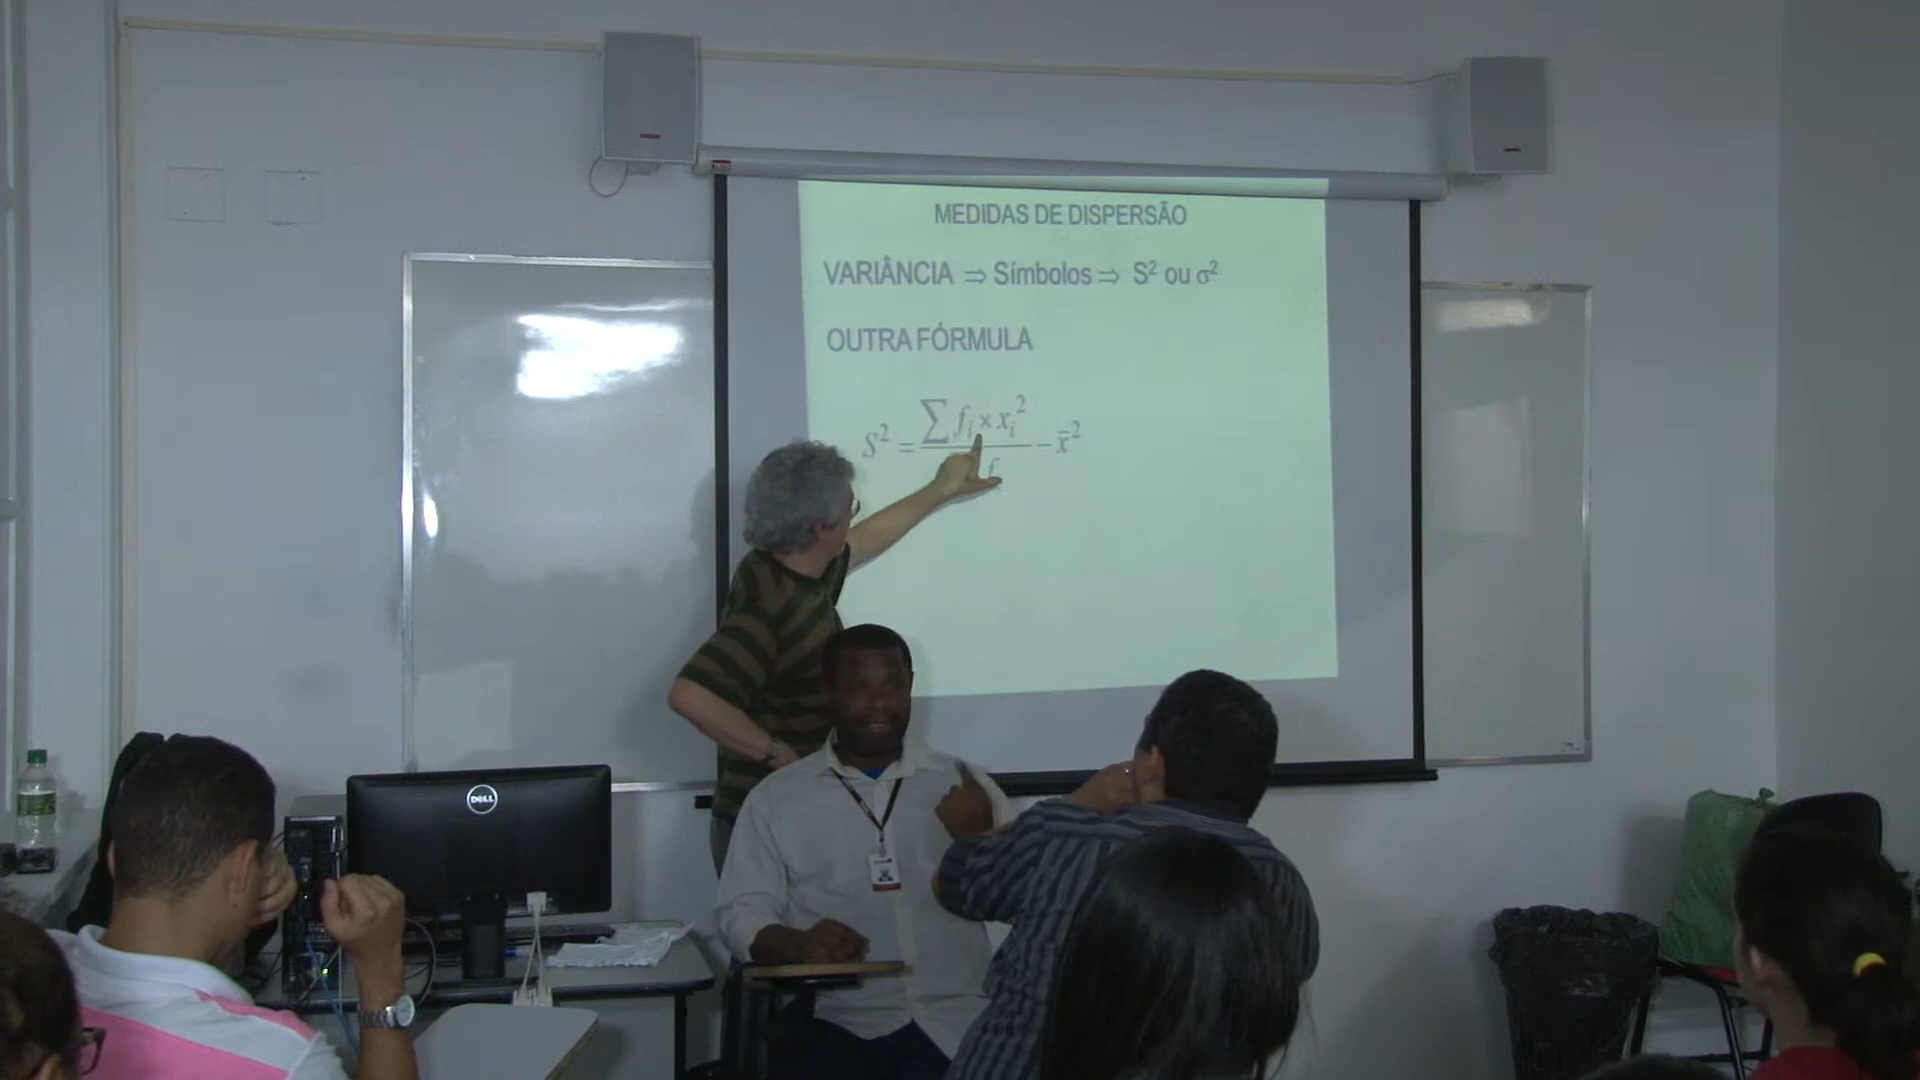 MEDIDAS DE DISPERSÃO
VARIÂNCIA ⇒ Símbolos ⇒ S² ou σ²
OUTRA FÓRMULA
S² = ∑ fᵢ × xᵢ² / f − x̄²
DELL